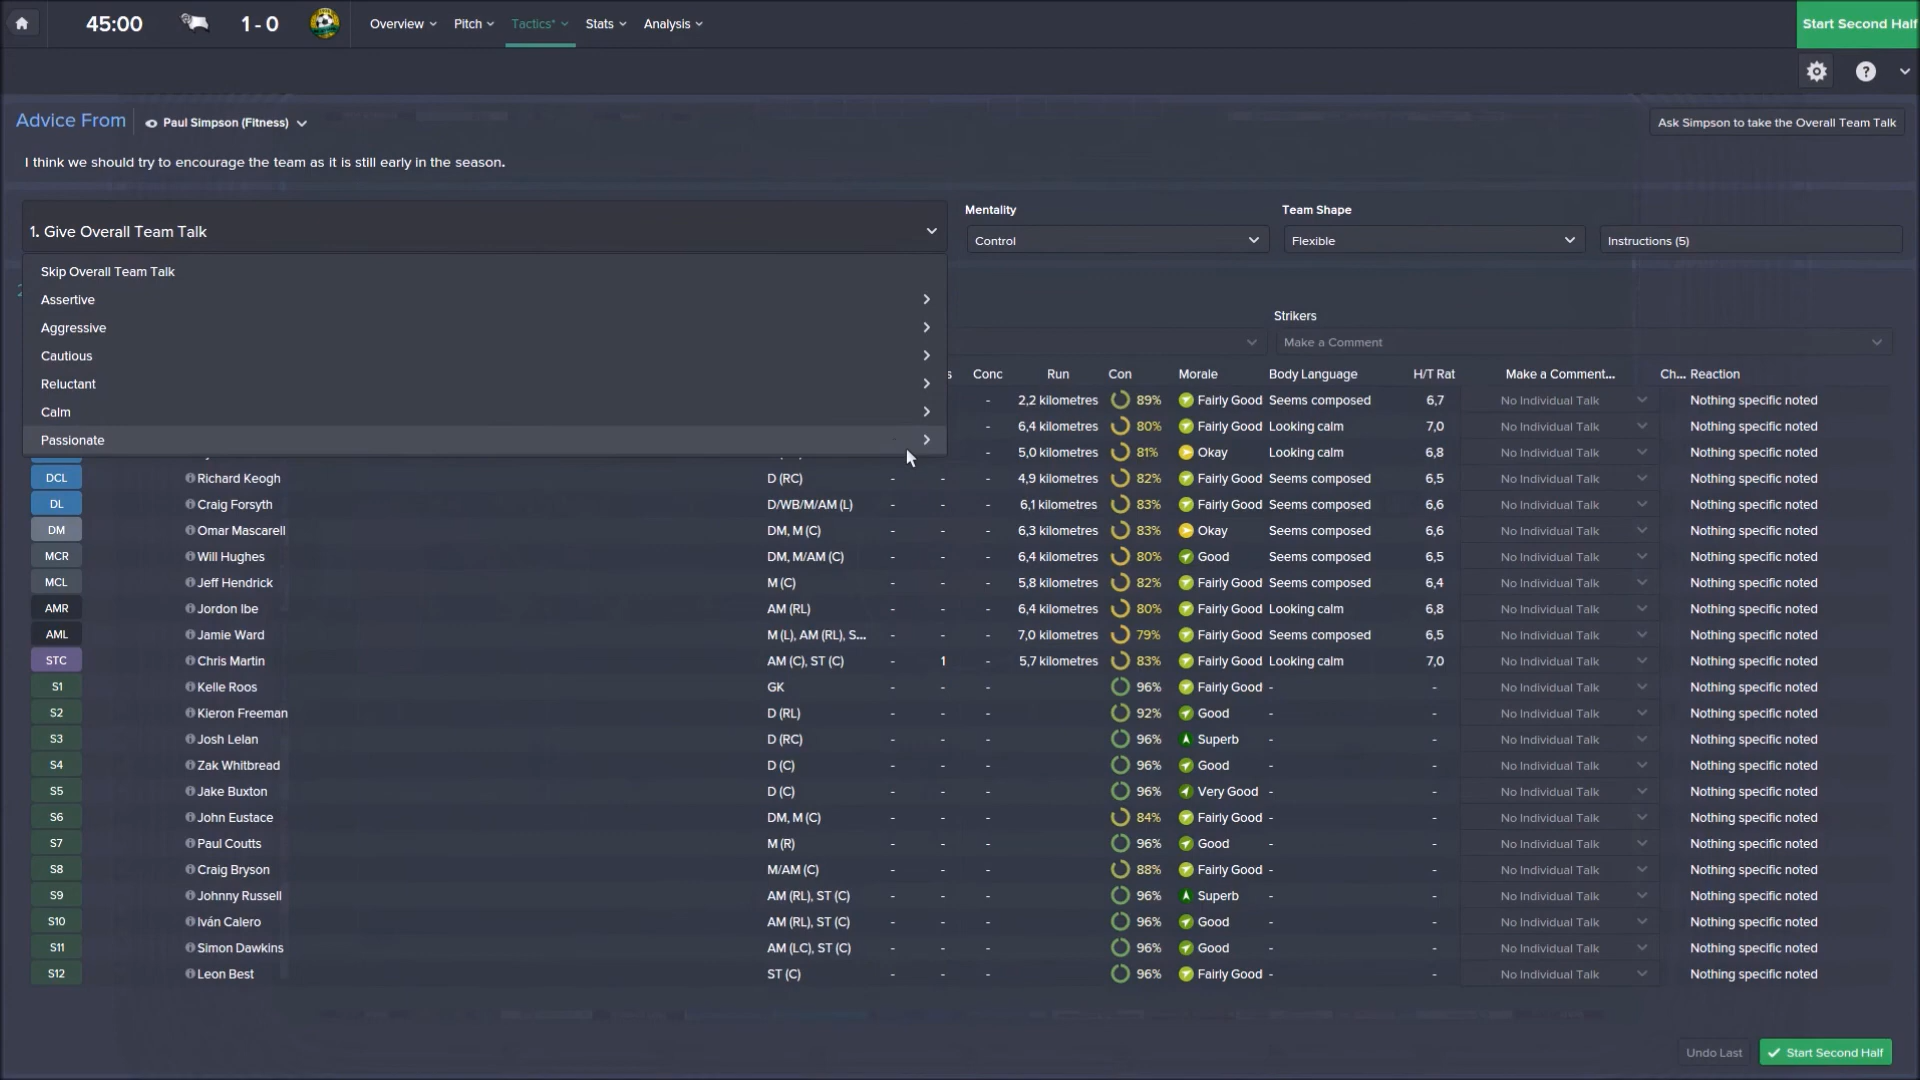 45:00 1 - 0 Overview Pitch Tactics* Stats Analysis Start Second Half
Advice From Paul Simpson (Fitness) Ask Simpson to take the Overall Team Talk
I think we should try to encourage the team as it is still early in the season.
Mentality Team Shape
1. Give Overall Team Talk Control Flexible Instructions (5)
Skip Overall Team Talk
Assertive
Aggressive Strikers
Cautious Make a Comment
Reluctant s Conc Run Con Morale Body Language H/T Rat Make a Comment... Ch... Reaction
- 2,2 kilometres 89% Fairly Good Seems composed 6,7 No Individual Talk Nothing specific noted
Calm - 6,4 kilometres 80% Fairly Good Looking calm 7,0 No Individual Talk Nothing specific noted
Passionate - 5,0 kilometres 81% Okay Looking calm 6,8 No Individual Talk Nothing specific noted
DCL Richard Keogh D (RC) - - - 4,9 kilometres 82% Fairly Good Seems composed 6,5 No Individual Talk Nothing specific noted
DL Craig Forsyth D/WB/M/AM (L) - - - 6,1 kilometres 83% Fairly Good Seems composed 6,6 No Individual Talk Nothing specific noted
DM Omar Mascarell DM, M (C) - - - 6,3 kilometres 83% Okay Seems composed 6,6 No Individual Talk Nothing specific noted
MCR Will Hughes DM, M/AM (C) - - - 6,4 kilometres 80% Good Seems composed 6,5 No Individual Talk Nothing specific noted
MCL Jeff Hendrick M (C) - - - 5,8 kilometres 82% Fairly Good Seems composed 6,4 No Individual Talk Nothing specific noted
AMR Jordon Ibe AM (RL) - - - 6,4 kilometres 80% Fairly Good Looking calm 6,8 No Individual Talk Nothing specific noted
AML Jamie Ward M (L), AM (RL), S... - - - 7,0 kilometres 79% Fairly Good Seems composed 6,5 No Individual Talk Nothing specific noted
STC Chris Martin AM (C), ST (C) - 1 - 5,7 kilometres 83% Fairly Good Looking calm 7,0 No Individual Talk Nothing specific noted
S1 Kelle Roos GK - - - 96% Fairly Good - - No Individual Talk Nothing specific noted
S2 Kieron Freeman D (RL) - - - 92% Good - - No Individual Talk Nothing specific noted
S3 Josh Lelan D (RC) - - - 96% Superb - - No Individual Talk Nothing specific noted
S4 Zak Whitbread D (C) - - - 96% Good - - No Individual Talk Nothing specific noted
S5 Jake Buxton D (C) - - - 96% Very Good - - No Individual Talk Nothing specific noted
S6 John Eustace DM, M (C) - - - 84% Fairly Good - - No Individual Talk Nothing specific noted
S7 Paul Coutts M (R) - - - 96% Good - - No Individual Talk Nothing specific noted
S8 Craig Bryson M/AM (C) - - - 88% Fairly Good - - No Individual Talk Nothing specific noted
S9 Johnny Russell AM (RL), ST (C) - - - 96% Superb - - No Individual Talk Nothing specific noted
S10 Iván Calero AM (RL), ST (C) - - - 96% Good - - No Individual Talk Nothing specific noted
S11 Simon Dawkins AM (LC), ST (C) - - - 96% Good - - No Individual Talk Nothing specific noted
S12 Leon Best ST (C) - - - 96% Fairly Good - - No Individual Talk Nothing specific noted
Undo Last Start Second Half